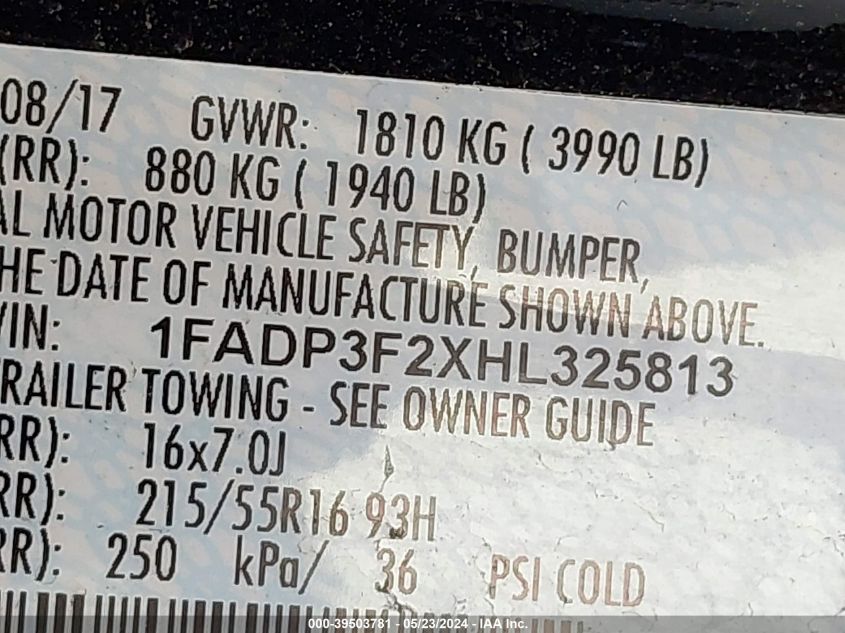 08/17 GVWR: 1810 KG ( 3990 LB)
(RR): 880 KG ( 1940 LB)
AL MOTOR VEHICLE SAFETY, BUMPER,
HE DATE OF MANUFACTURE SHOWN ABOVE.
VIN: 1FADP3F2XHL325813
RAILER TOWING - SEE OWNER GUIDE
RR): 16x7.0J
RR): 215/55R16 93H
RR): 250 kPa/ 36 PSI COLD
000-39503781 - 05/23/2024 - IAA Inc.